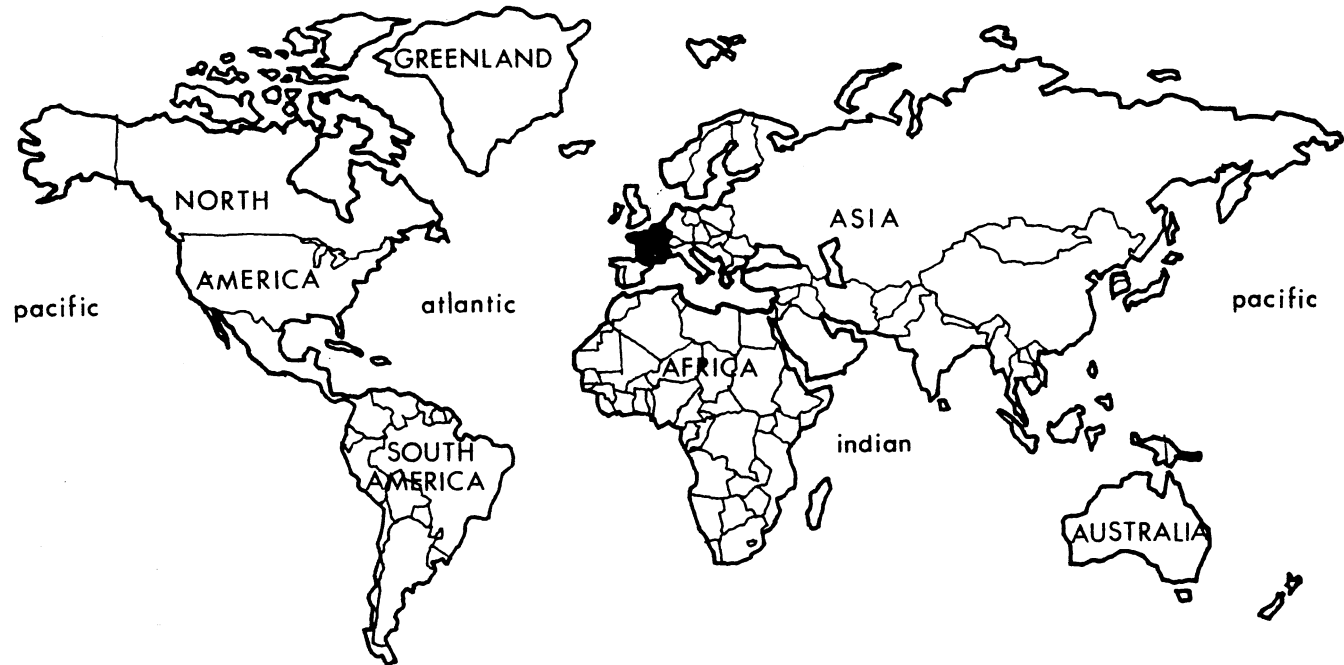 GREENLAND
NORTH
AMERICA
ASIA
pacific
atlantic
pacific
AFRICA
indian
SOUTH
AMERICA
AUSTRALIA